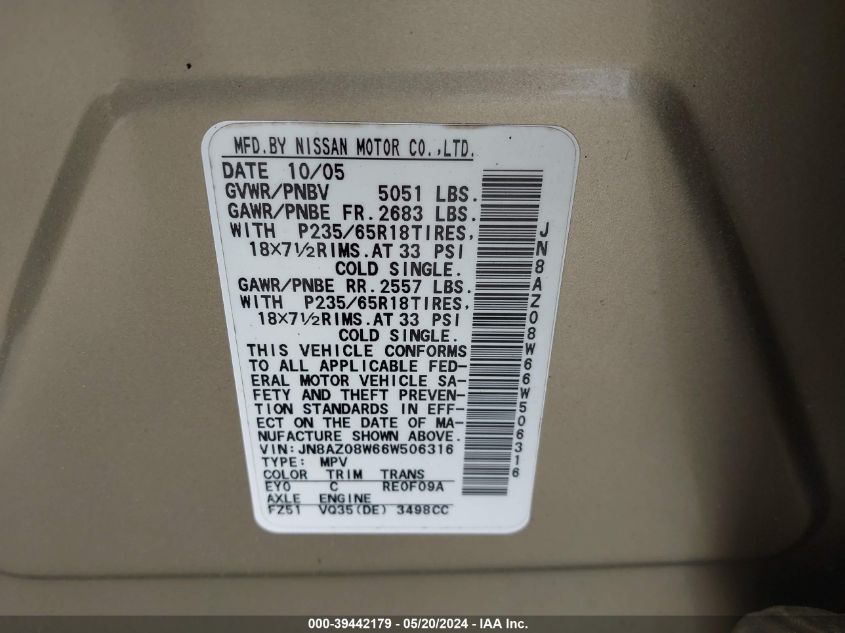 MFD.BY NISSAN MOTOR CO.,LTD.
DATE 10/05
GVWR/PNBV 5051 LBS.
GAWR/PNBE FR.2683 LBS.
WITH P235/65R18TIRES,
18×7½RIMS.AT 33 PSI
COLD SINGLE.
GAWR/PNBE RR.2557 LBS.
WITH P235/65R18TIRES,
18×7½RIMS.AT 33 PSI
COLD SINGLE.
THIS VEHICLE CONFORMS
TO ALL APPLICABLE FED-
ERAL MOTOR VEHICLE SA-
FETY AND THEFT PREVEN-
TION STANDARDS IN EFF-
ECT ON THE DATE OF MA-
NUFACTURE SHOWN ABOVE.
VIN:JN8AZ08W66W506316
TYPE: MPV
COLOR TRIM TRANS
EY0 C RE0F09A
AXLE ENGINE
FZ51 VQ35(DE) 3498CC
JN8AZ08W66W506316
000-39442179 - 05/20/2024 - IAA Inc.